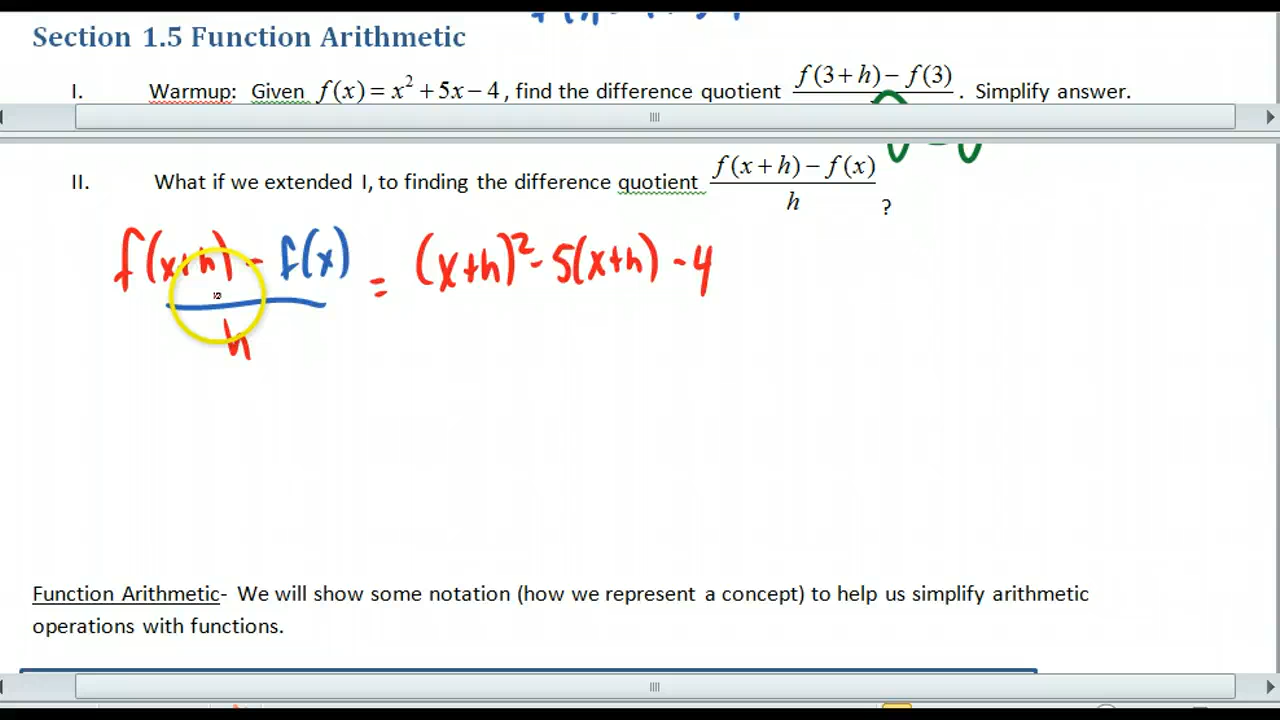 Section 1.5 Function Arithmetic
I. Warmup: Given f(x) = x² + 5x − 4, find the difference quotient f(3 + h) − f(3) . Simplify answer.
II. What if we extended I, to finding the difference quotient f(x + h) − f(x) / h ?
f(x+h) - f(x) / h = (x+h)² - 5(x+h) - 4
Function Arithmetic- We will show some notation (how we represent a concept) to help us simplify arithmetic
operations with functions.